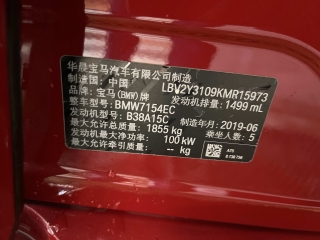 华晨宝马汽车有限公司制造
制造国：中国 LBV2Y3109KMR15973
品牌：宝马(BMW)牌 发动机排量：1499 mL
整车型号：BMW7154EC
发动机型号：B38A15C 制造年月：2019-06
最大允许总质量：1855 kg 乘坐人数：5
发动机最大净功率：100 kW
最大允许牵引质量：-- kg